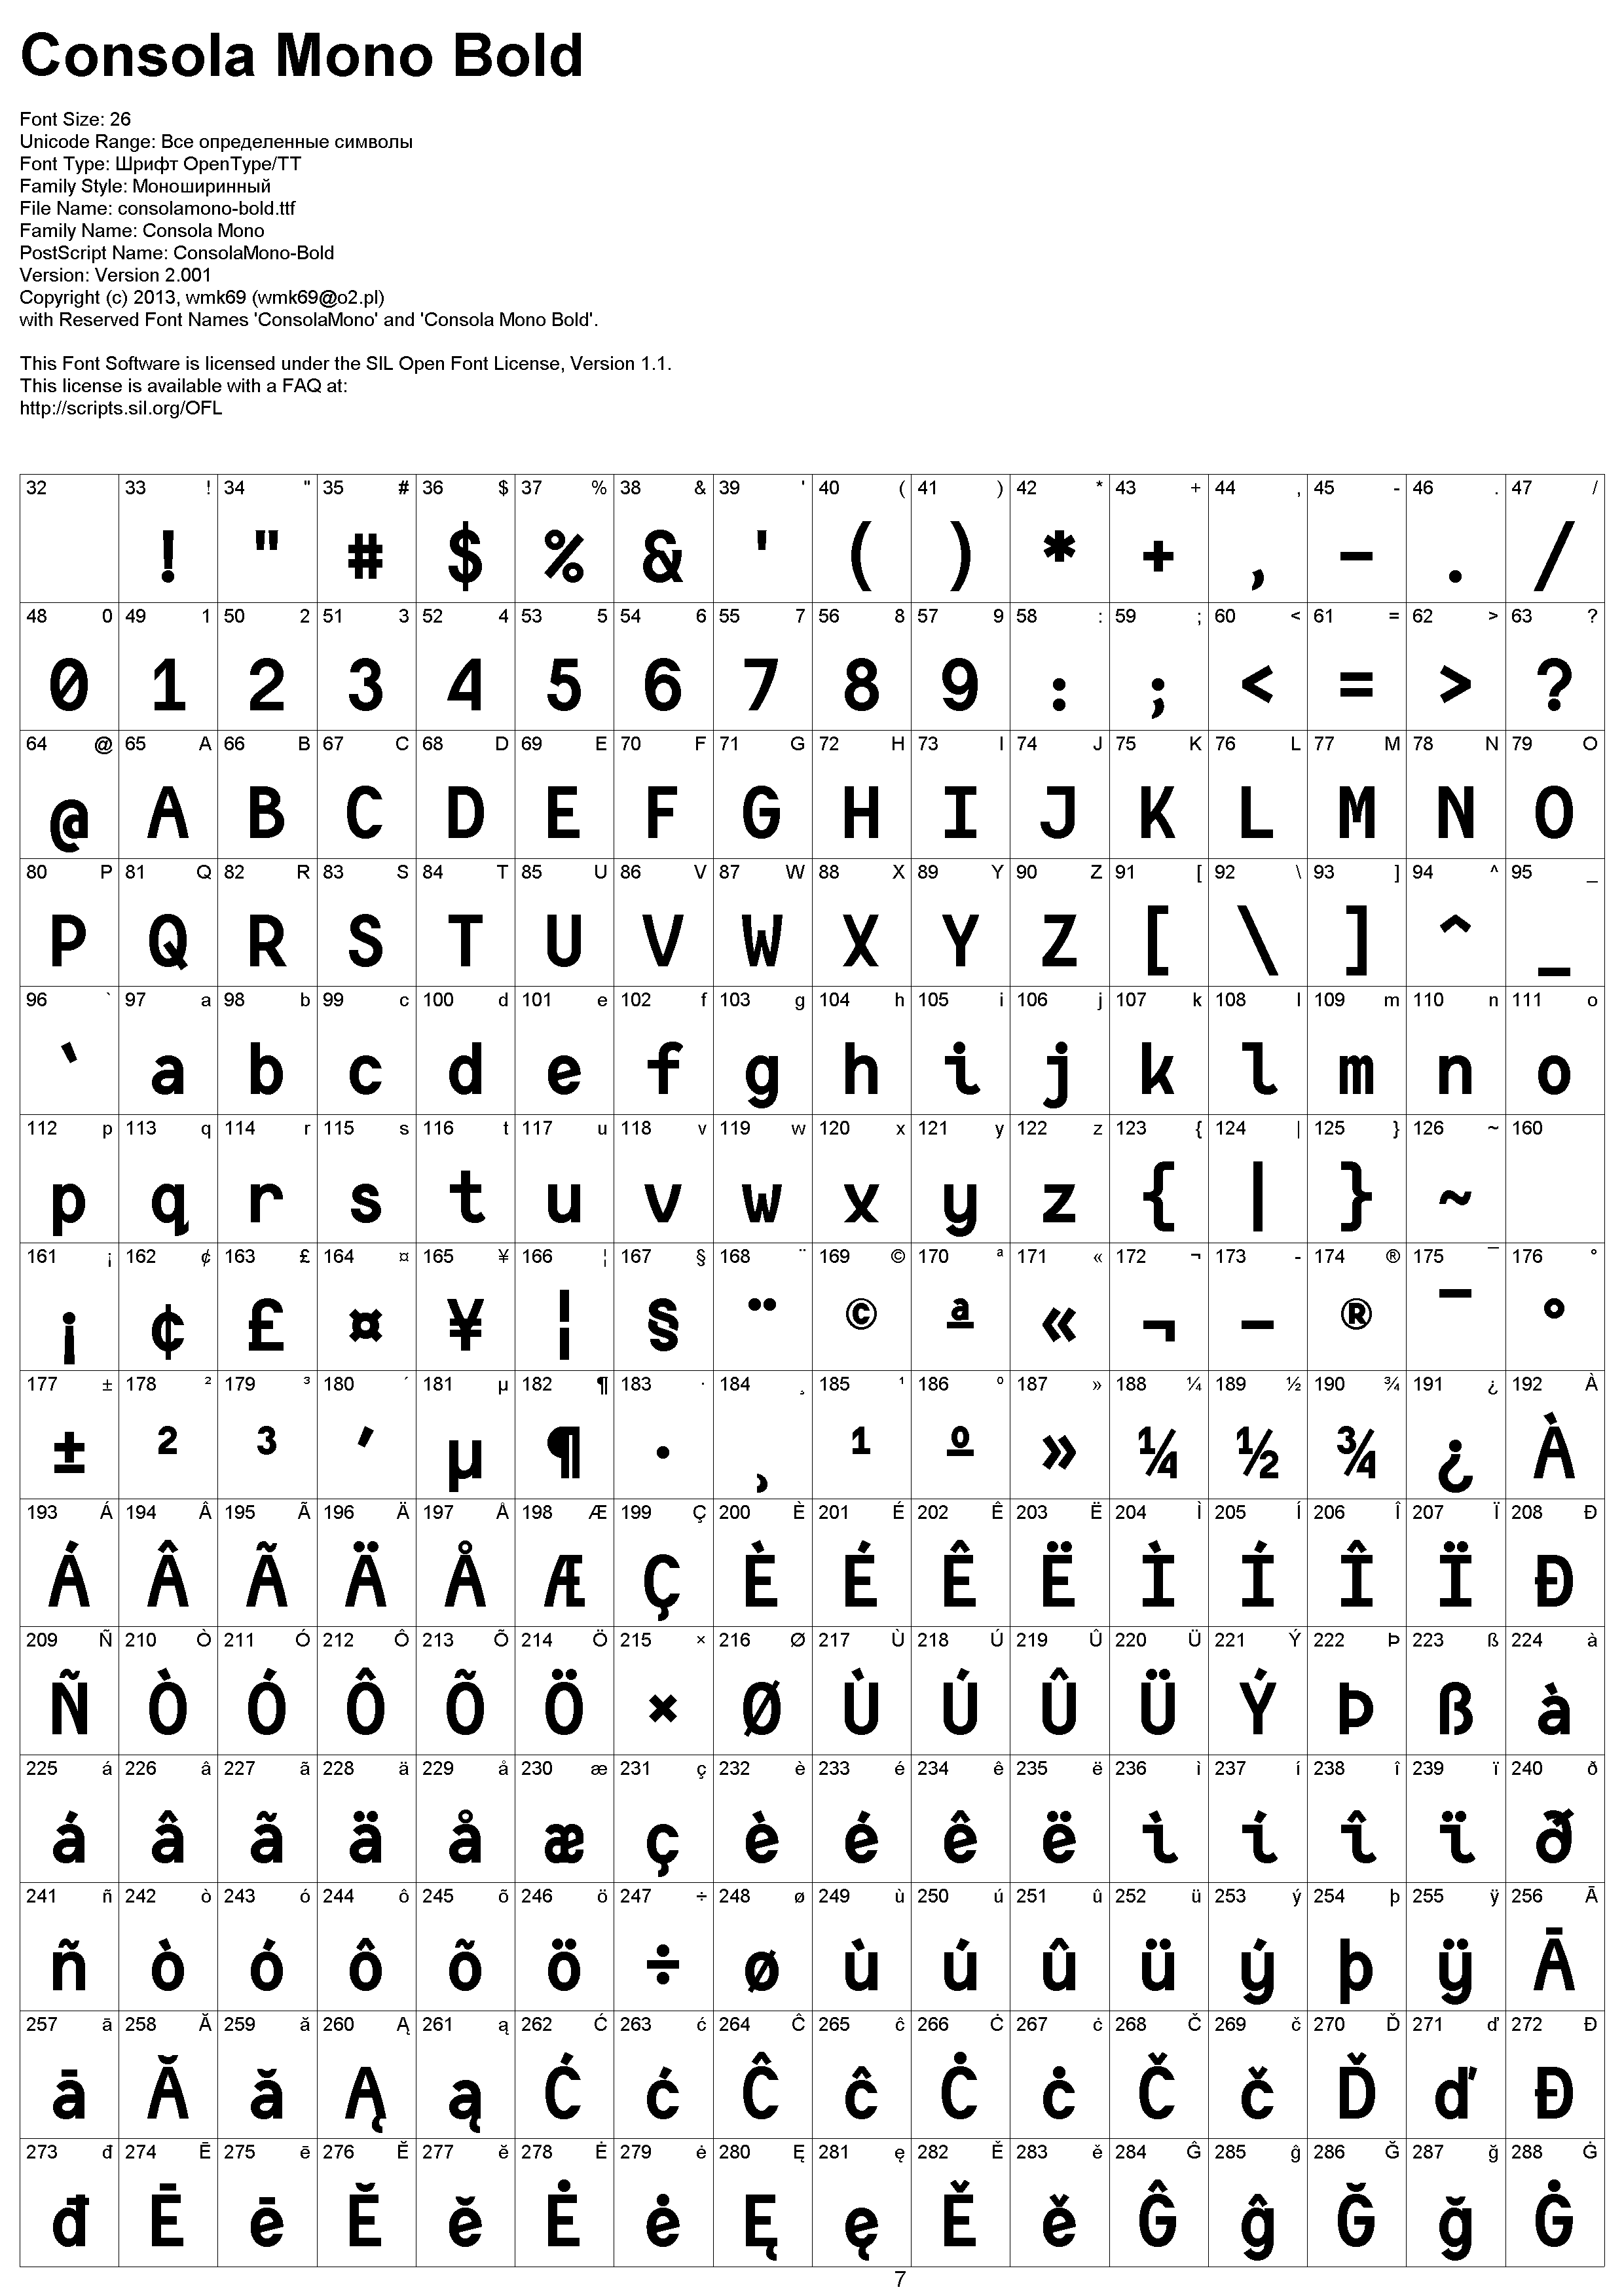 Consola Mono Bold
Font Size: 26
Unicode Range: Все определенные символы
Font Type: Шрифт OpenType/TT
Family Style: Моноширинный
File Name: consolamono-bold.ttf
Family Name: Consola Mono
PostScript Name: ConsolaMono-Bold
Version: Version 2.001
Copyright (c) 2013, wmk69 (wmk69@o2.pl)
with Reserved Font Names 'ConsolaMono' and 'Consola Mono Bold'.
This Font Software is licensed under the SIL Open Font License, Version 1.1.
This license is available with a FAQ at:
http://scripts.sil.org/OFL
32 33 ! 34 " 35 # 36 $ 37 % 38 & 39 ' 40 ( 41 ) 42 * 43 + 44 , 45 - 46 . 47 /
! " # $ % & ' ( ) * + , - . /
48 0 49 1 50 2 51 3 52 4 53 5 54 6 55 7 56 8 57 9 58 : 59 ; 60 < 61 = 62 > 63 ?
0 1 2 3 4 5 6 7 8 9 : ; < = > ?
64 @ 65 A 66 B 67 C 68 D 69 E 70 F 71 G 72 H 73 I 74 J 75 K 76 L 77 M 78 N 79 O
@ A B C D E F G H I J K L M N O
80 P 81 Q 82 R 83 S 84 T 85 U 86 V 87 W 88 X 89 Y 90 Z 91 [ 92 \ 93 ] 94 ^ 95 _
P Q R S T U V W X Y Z [ \ ] ^ _
96 ` 97 a 98 b 99 c 100 d 101 e 102 f 103 g 104 h 105 i 106 j 107 k 108 l 109 m 110 n 111 o
` a b c d e f g h i j k l m n o
112 p 113 q 114 r 115 s 116 t 117 u 118 v 119 w 120 x 121 y 122 z 123 { 124 | 125 } 126 ~ 160
p q r s t u v w x y z { | } ~
161 ¡ 162 ¢ 163 £ 164 ¤ 165 ¥ 166 ¦ 167 § 168 ¨ 169 © 170 ª 171 « 172 ¬ 173 - 174 ® 175 ¯ 176 °
¡ ¢ £ ¤ ¥ ¦ § ¨ © ª « ¬ - ® ¯ °
177 ± 178 ² 179 ³ 180 ´ 181 µ 182 ¶ 183 · 184 ¸ 185 ¹ 186 º 187 » 188 ¼ 189 ½ 190 ¾ 191 ¿ 192 À
± ² ³ ´ µ ¶ · ¸ ¹ º » ¼ ½ ¾ ¿ À
193 Á 194 Â 195 Ã 196 Ä 197 Å 198 Æ 199 Ç 200 È 201 É 202 Ê 203 Ë 204 Ì 205 Í 206 Î 207 Ï 208 Ð
Á Â Ã Ä Å Æ Ç È É Ê Ë Ì Í Î Ï Ð
209 Ñ 210 Ò 211 Ó 212 Ô 213 Õ 214 Ö 215 × 216 Ø 217 Ù 218 Ú 219 Û 220 Ü 221 Ý 222 Þ 223 ß 224 à
Ñ Ò Ó Ô Õ Ö × Ø Ù Ú Û Ü Ý Þ ß à
225 á 226 â 227 ã 228 ä 229 å 230 æ 231 ç 232 è 233 é 234 ê 235 ë 236 ì 237 í 238 î 239 ï 240 ð
á â ã ä å æ ç è é ê ë ì í î ï ð
241 ñ 242 ò 243 ó 244 ô 245 õ 246 ö 247 ÷ 248 ø 249 ù 250 ú 251 û 252 ü 253 ý 254 þ 255 ÿ 256 Ā
ñ ò ó ô õ ö ÷ ø ù ú û ü ý þ ÿ Ā
257 ā 258 Ă 259 ă 260 Ą 261 ą 262 Ć 263 ć 264 Ĉ 265 ĉ 266 Ċ 267 ċ 268 Č 269 č 270 Ď 271 ď 272 Đ
ā Ă ă Ą ą Ć ć Ĉ ĉ Ċ ċ Č č Ď ď Đ
273 đ 274 Ē 275 ē 276 Ĕ 277 ĕ 278 Ė 279 ė 280 Ę 281 ę 282 Ě 283 ě 284 Ĝ 285 ĝ 286 Ğ 287 ğ 288 Ġ
đ Ē ē Ĕ ĕ Ė ė Ę ę Ě ě Ĝ ĝ Ğ ğ Ġ
7